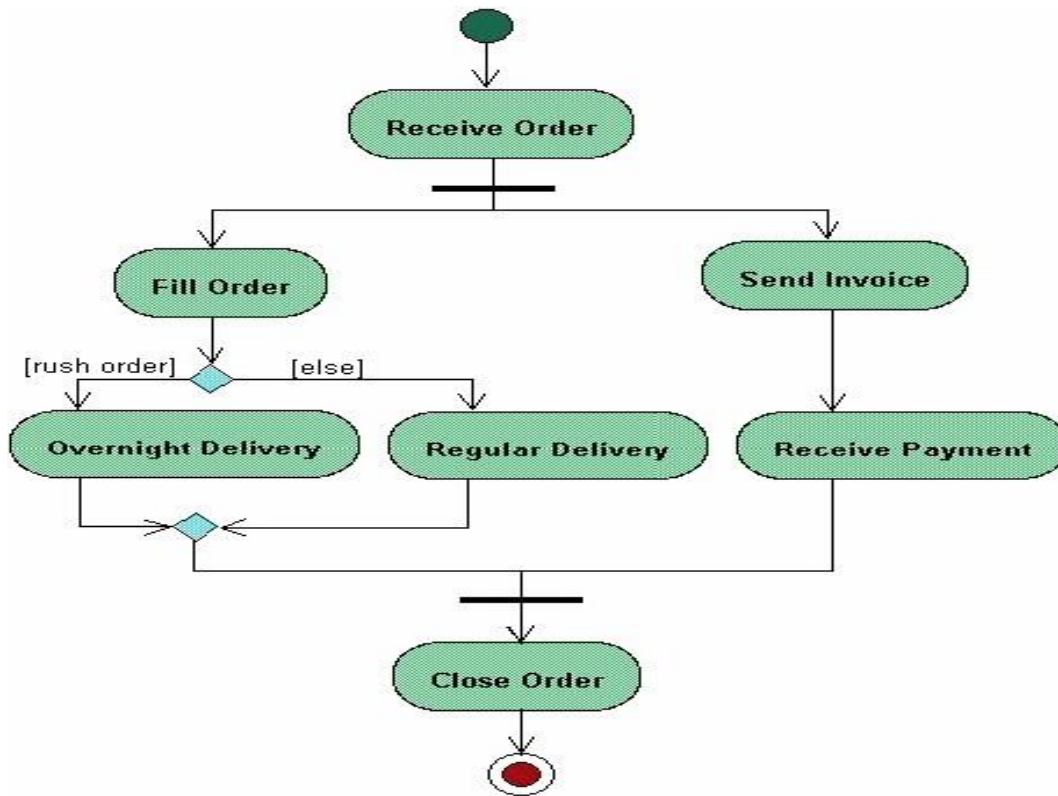 Receive Order
Fill Order
Send Invoice
[rush order]
[else]
Overnight Delivery
Regular Delivery
Receive Payment
Close Order